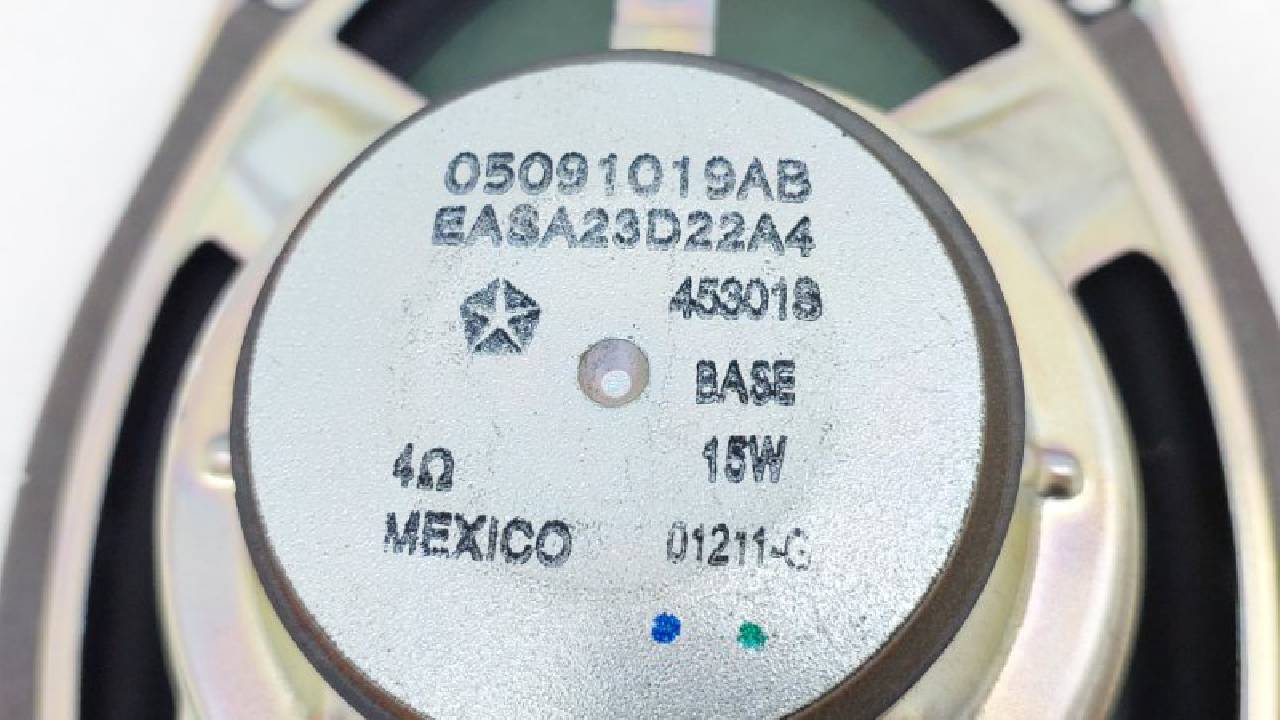 05091019AB
EASA23D22A4
453018
BASE
4Ω 15W
MEXICO 01211-G